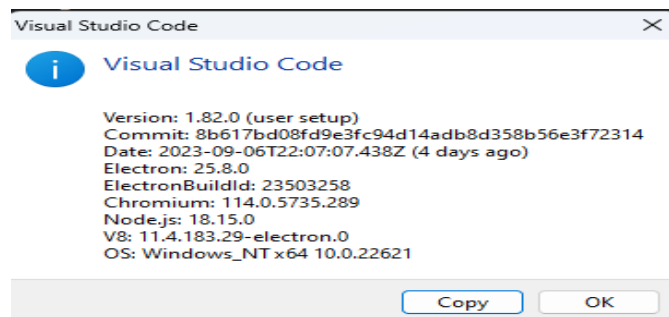 Visual Studio Code
Visual Studio Code
Version: 1.82.0 (user setup)
Commit: 8b617bd08fd9e3fc94d14adb8d358b56e3f72314
Date: 2023-09-06T22:07:07.438Z (4 days ago)
Electron: 25.8.0
ElectronBuildId: 23503258
Chromium: 114.0.5735.289
Node.js: 18.15.0
V8: 11.4.183.29-electron.0
OS: Windows_NT x64 10.0.22621
Copy OK